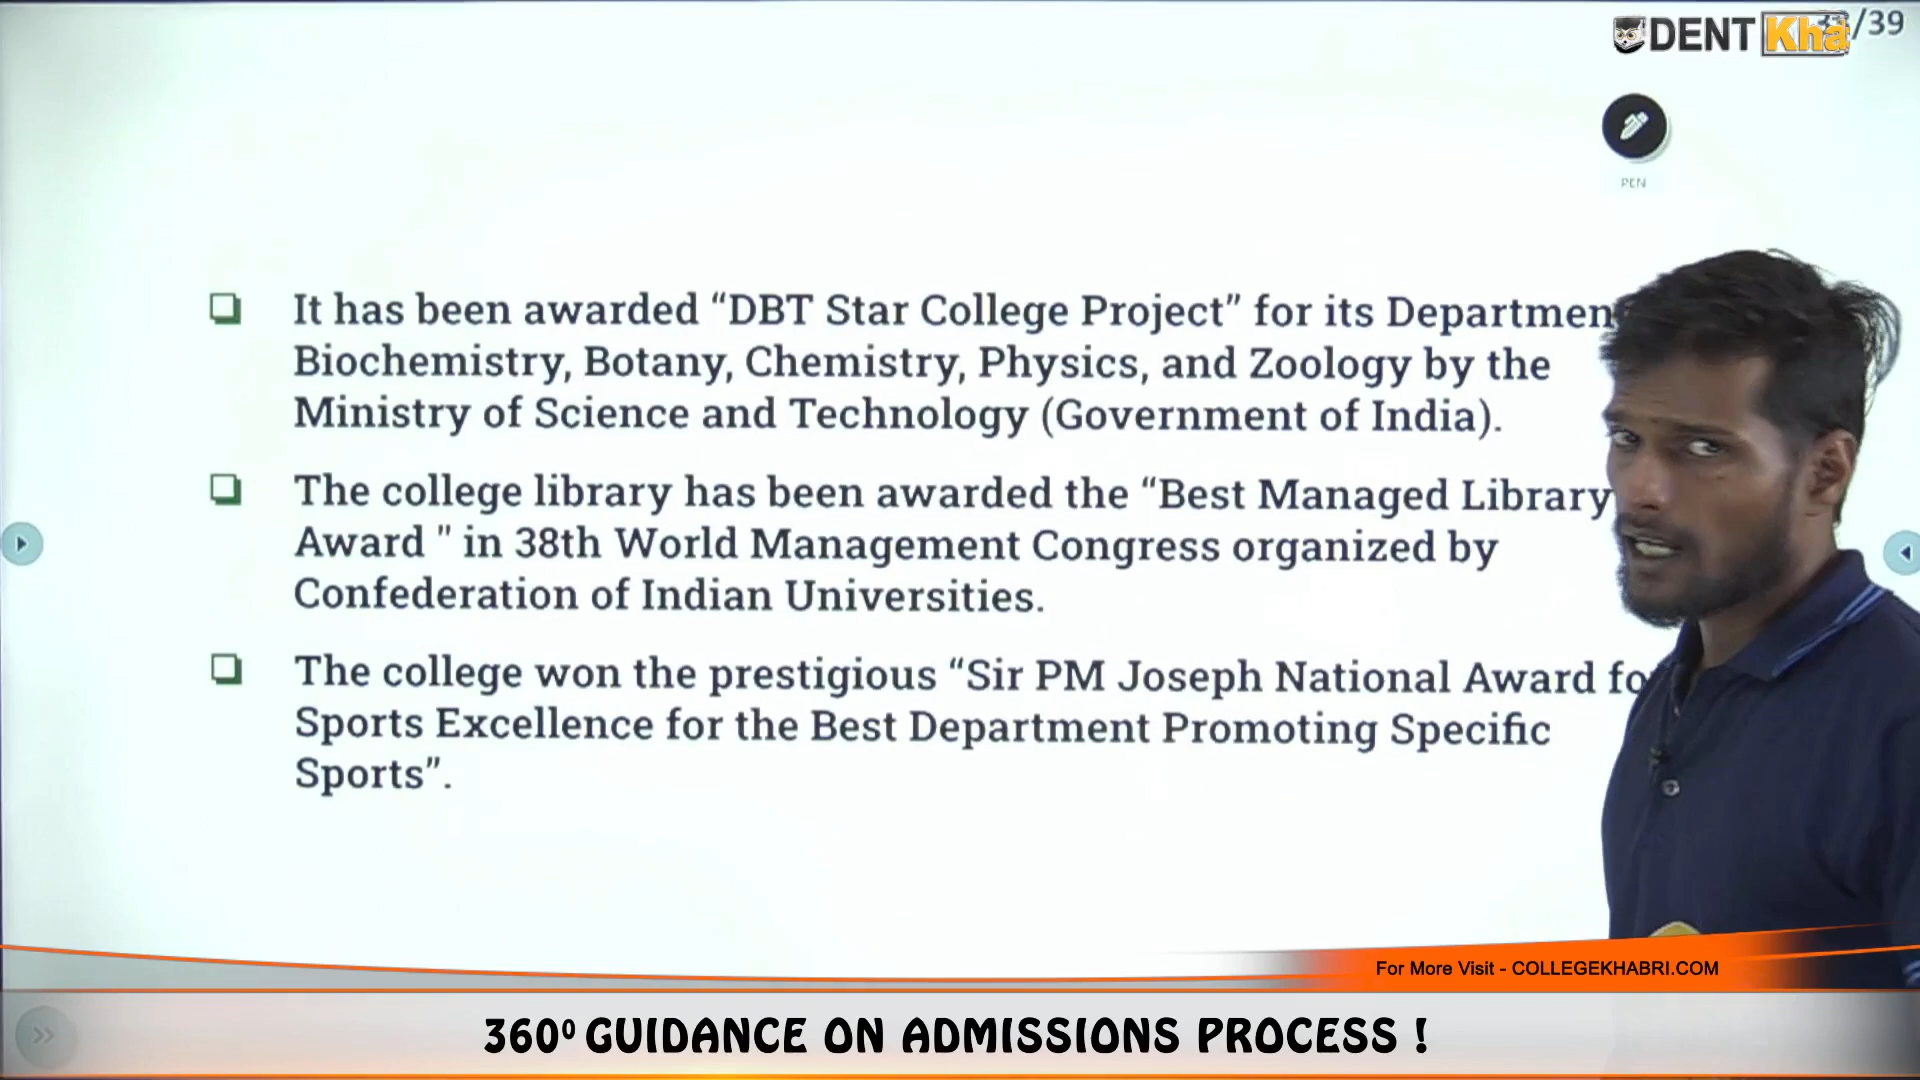 DENT Kha /39
PEN
It has been awarded “DBT Star College Project” for its Departmen
Biochemistry, Botany, Chemistry, Physics, and Zoology by the
Ministry of Science and Technology (Government of India).
The college library has been awarded the “Best Managed Library
Award " in 38th World Management Congress organized by
Confederation of Indian Universities.
The college won the prestigious “Sir PM Joseph National Award fo
Sports Excellence for the Best Department Promoting Specific
Sports”.
For More Visit - COLLEGEKHABRI.COM
360⁰ GUIDANCE ON ADMISSIONS PROCESS !